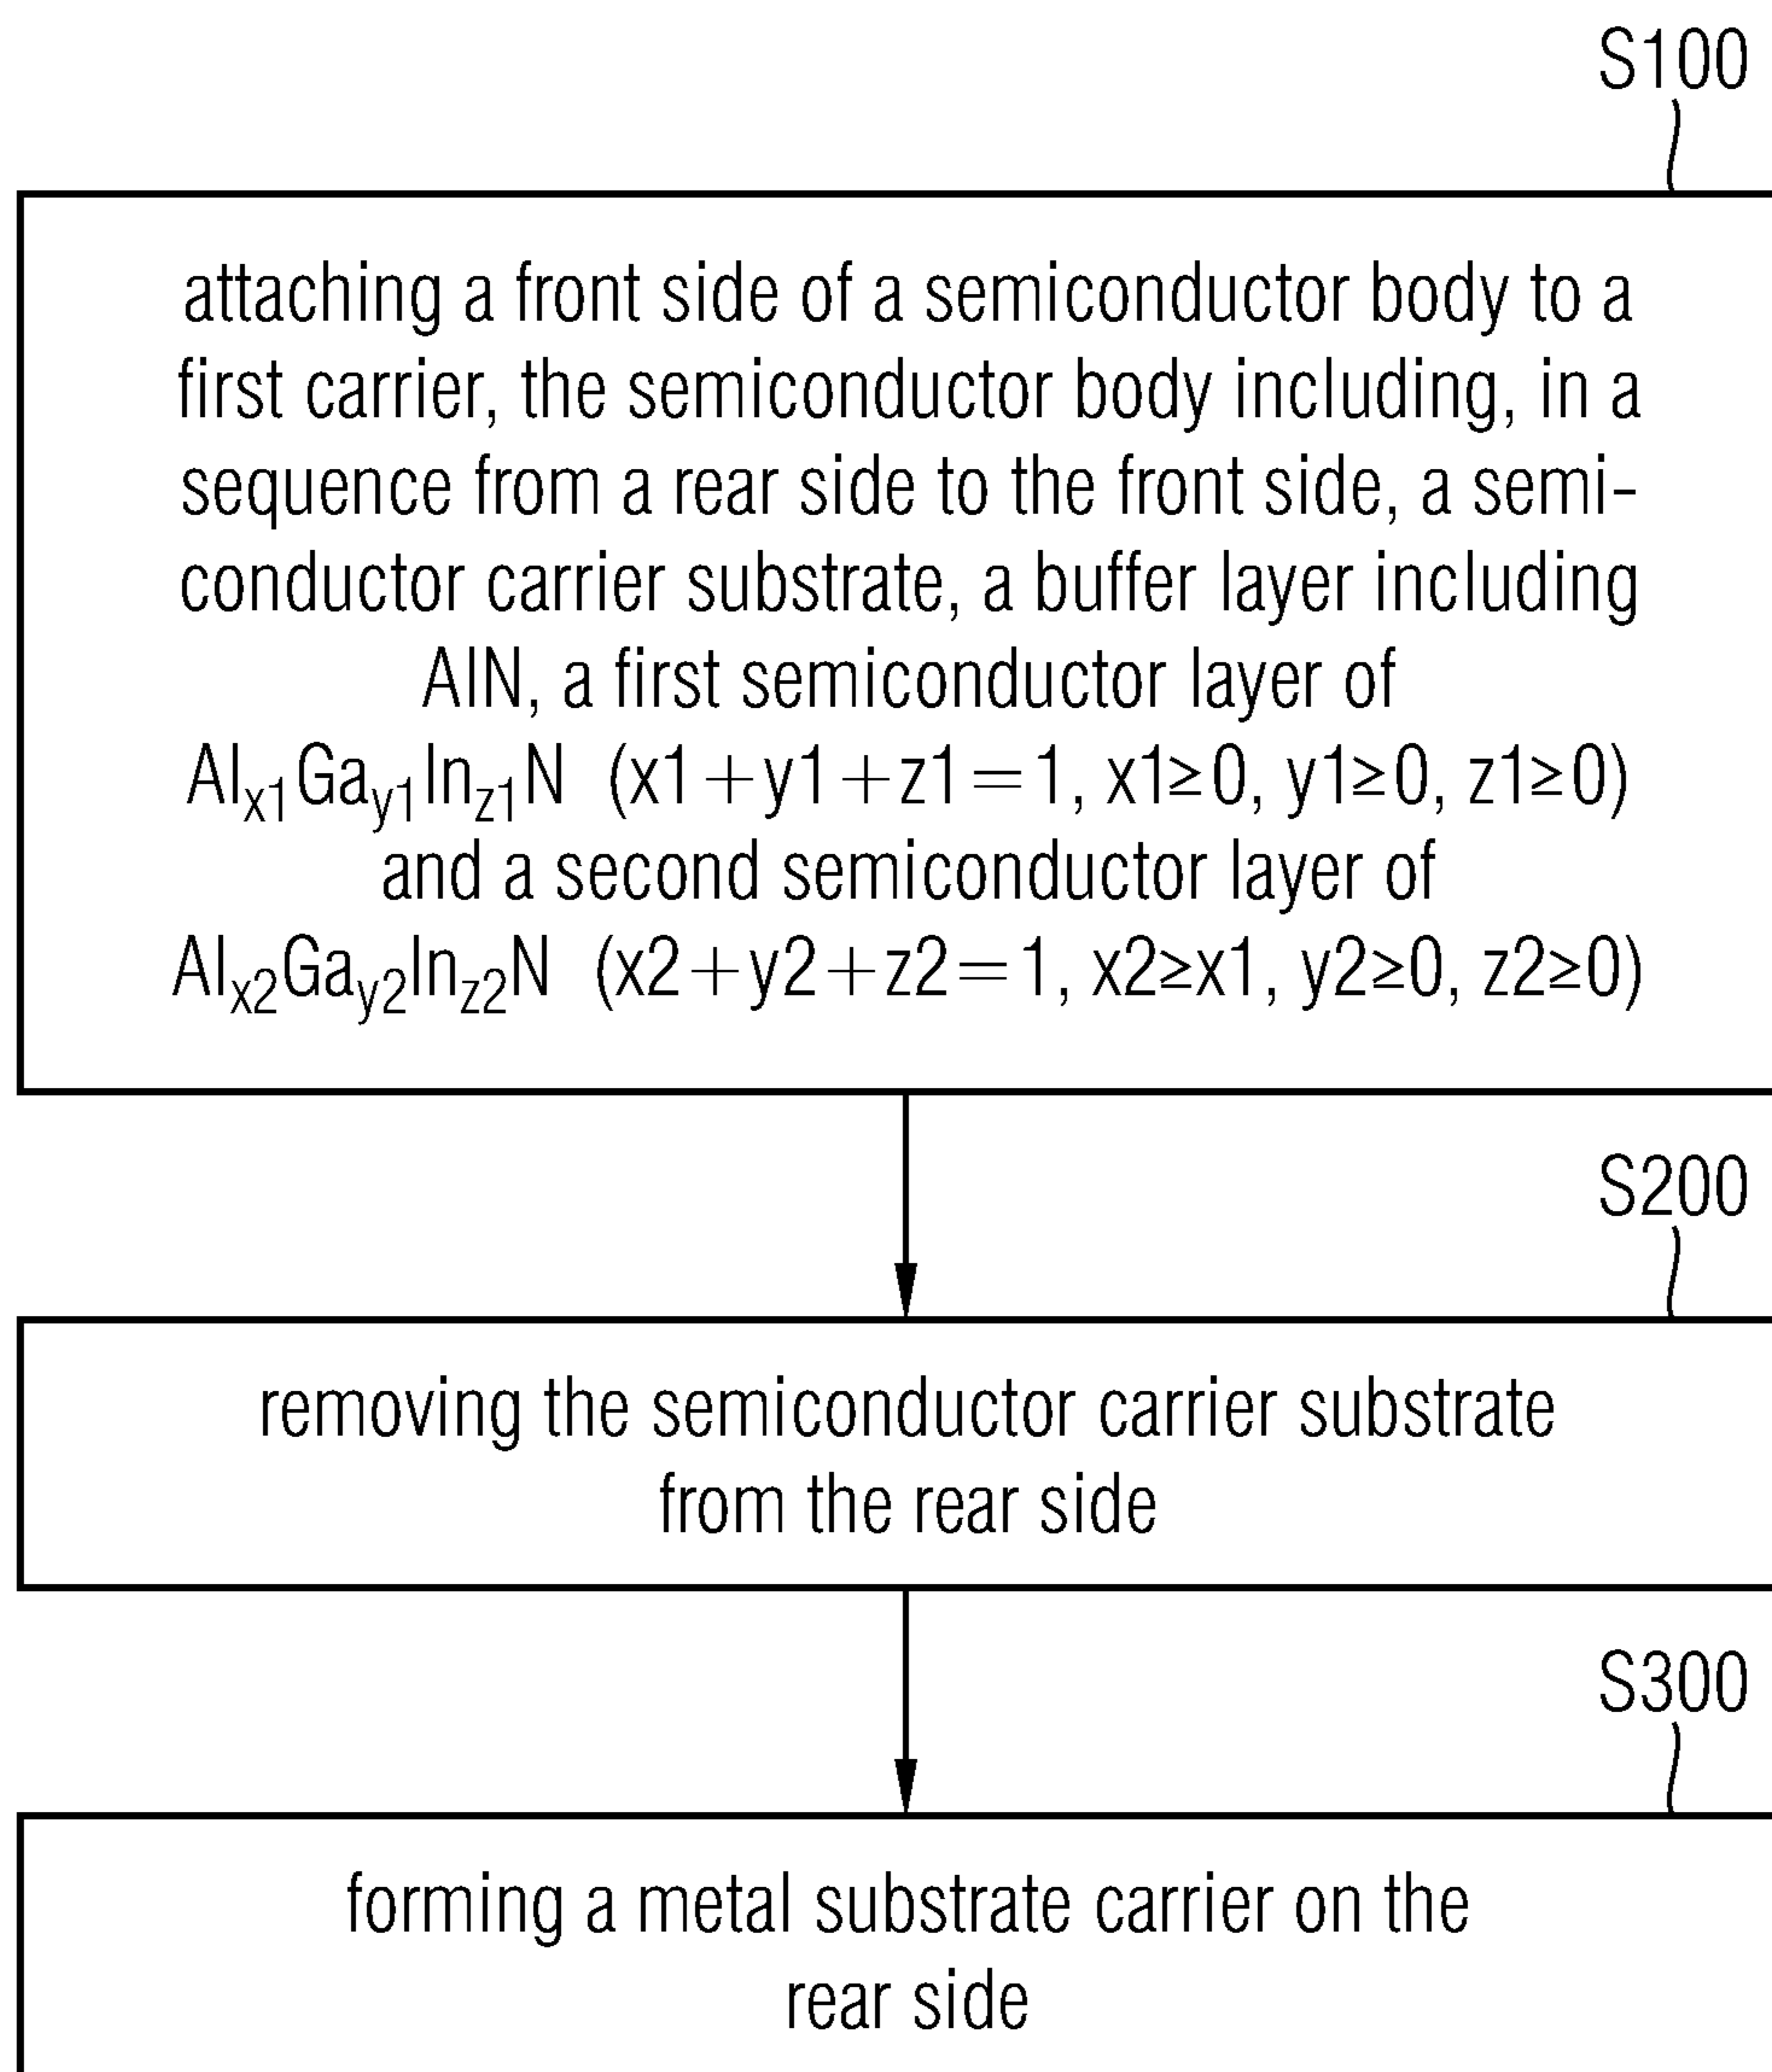 S100
attaching a front side of a semiconductor body to a
first carrier, the semiconductor body including, in a
sequence from a rear side to the front side, a semi-
conductor carrier substrate, a buffer layer including
AlN, a first semiconductor layer of
Alx1Gay1Inz1N (x1+y1+z1=1, x1≥0, y1≥0, z1≥0)
and a second semiconductor layer of
Alx2Gay2Inz2N (x2+y2+z2=1, x2≥x1, y2≥0, z2≥0)
S200
removing the semiconductor carrier substrate
from the rear side
S300
forming a metal substrate carrier on the
rear side